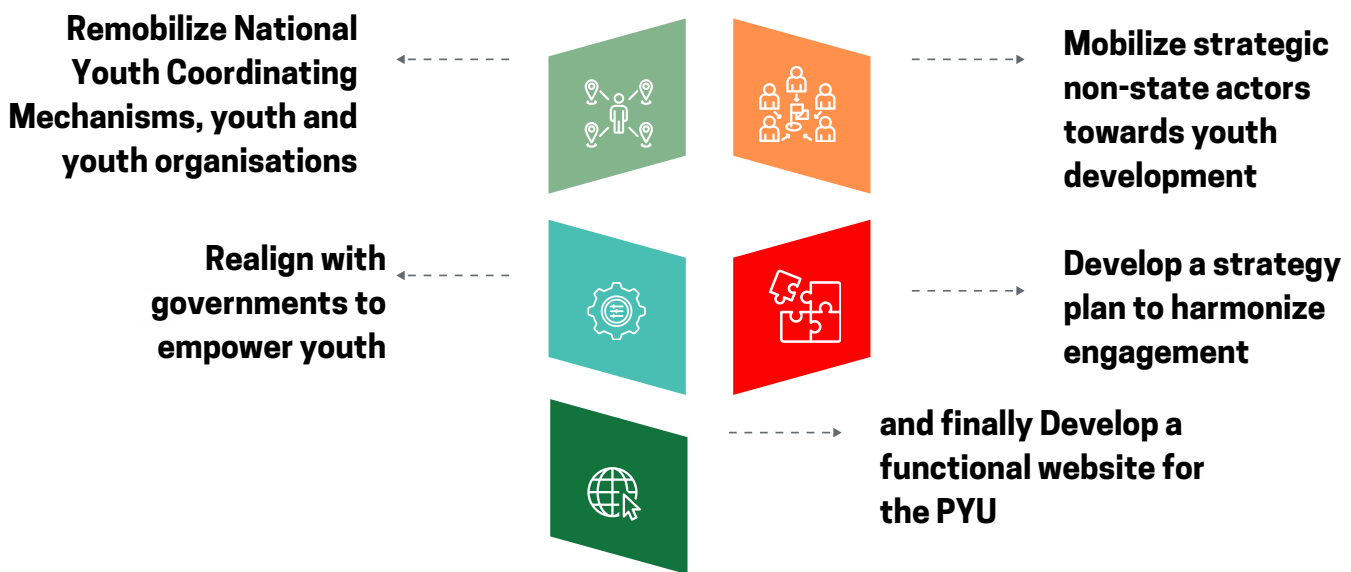 Remobilize National
Youth Coordinating
Mechanisms, youth and
youth organisations
Mobilize strategic
non-state actors
towards youth
development
Realign with
governments to
empower youth
Develop a strategy
plan to harmonize
engagement
and finally Develop a
functional website for
the PYU